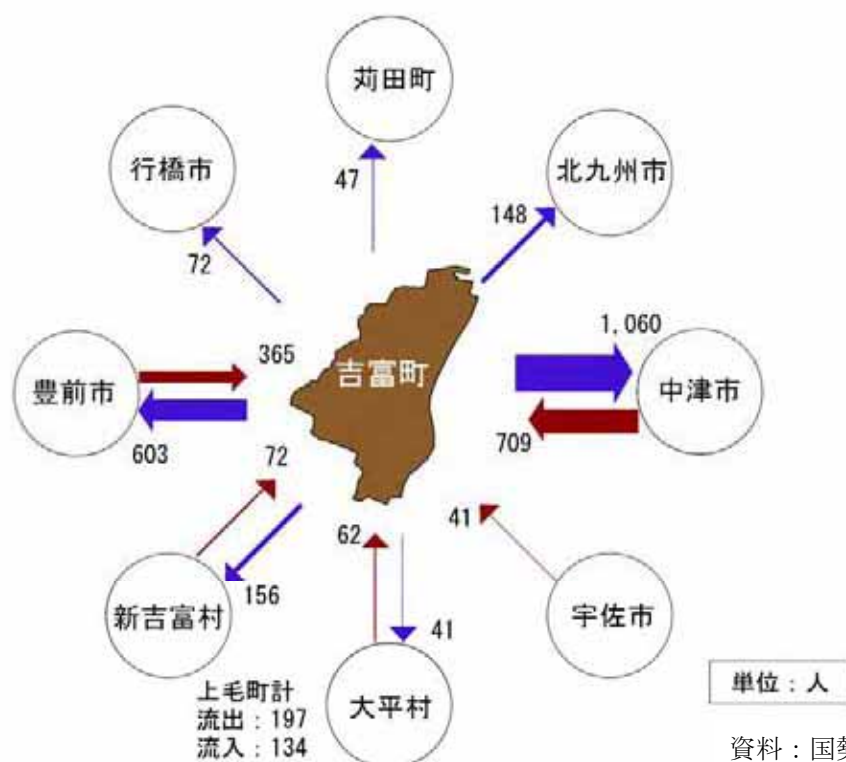 苅田町
行橋市
北九州市
47
148
72
1,060
365
吉富町
豊前市
中津市
603
709
72
62
41
156
新吉富村
41
宇佐市
上毛町計
流出：197
流入：134
大平村
単位：人
資料：国勢